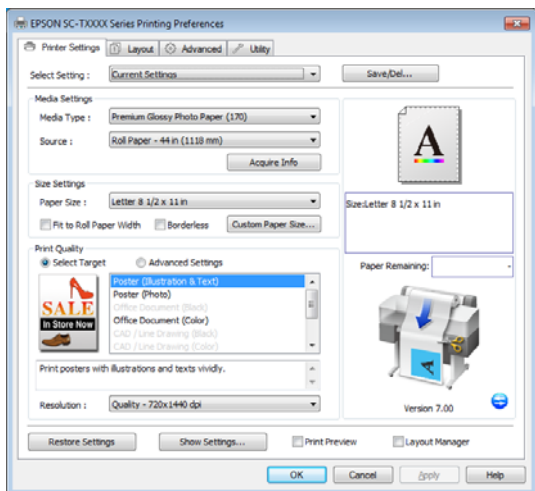 EPSON SC-TXXXX Series Printing Preferences
Printer Settings Layout Advanced Utility
Select Setting : Current Settings Save/Del...
Media Settings
Media Type : Premium Glossy Photo Paper (170)
Source : Roll Paper - 44 in (1118 mm)
Acquire Info
A
Size Settings
Paper Size : Letter 8 1/2 x 11 in
Size:Letter 8 1/2 x 11 in
Fit to Roll Paper Width Borderless Custom Paper Size...
Print Quality
Select Target Advanced Settings
Paper Remaining: -
SALE
In Store Now
Poster (Illustration & Text)
Poster (Photo)
Office Document (Black)
Office Document (Color)
CAD / Line Drawing (Black)
CAD / Line Drawing (Color)
A
Print posters with illustrations and texts vividly.
Resolution : Quality - 720x1440 dpi
Version 7.00
Restore Settings Show Settings... Print Preview Layout Manager
OK Cancel Apply Help